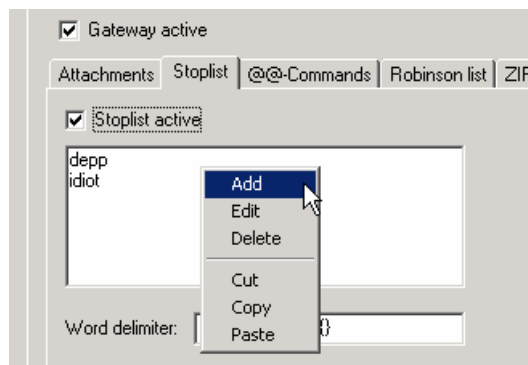 Gateway active
Attachments Stoplist @@-Commands Robinson list ZIF
Stoplist active
depp
idiot
Add
Edit
Delete
Cut
Copy
Paste
Word delimiter: {}